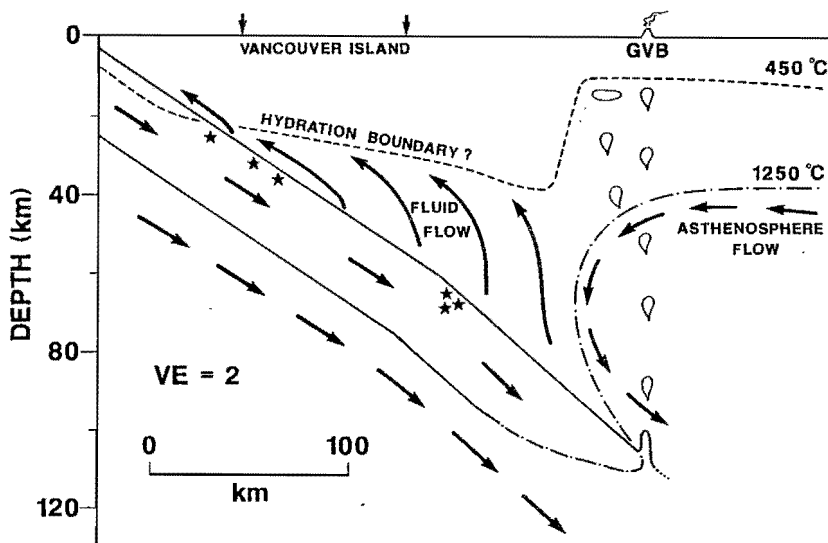 0
VANCOUVER ISLAND
GVB
450 °C
HYDRATION BOUNDARY ?
1250 °C
40
FLUID
FLOW
ASTHENOSPHERE
FLOW
DEPTH (km)
80
VE = 2
0
100
km
120